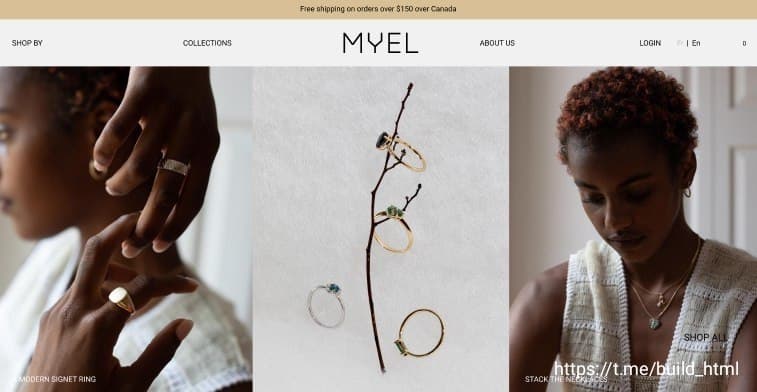 Free shipping on orders over $150 over Canada
SHOP BY
COLLECTIONS
MYEL
ABOUT US
LOGIN
Fr | En
0
MODERN SIGNET RING
SHOP ALL
STACK THE NECKLACES
https://t.me/build_html